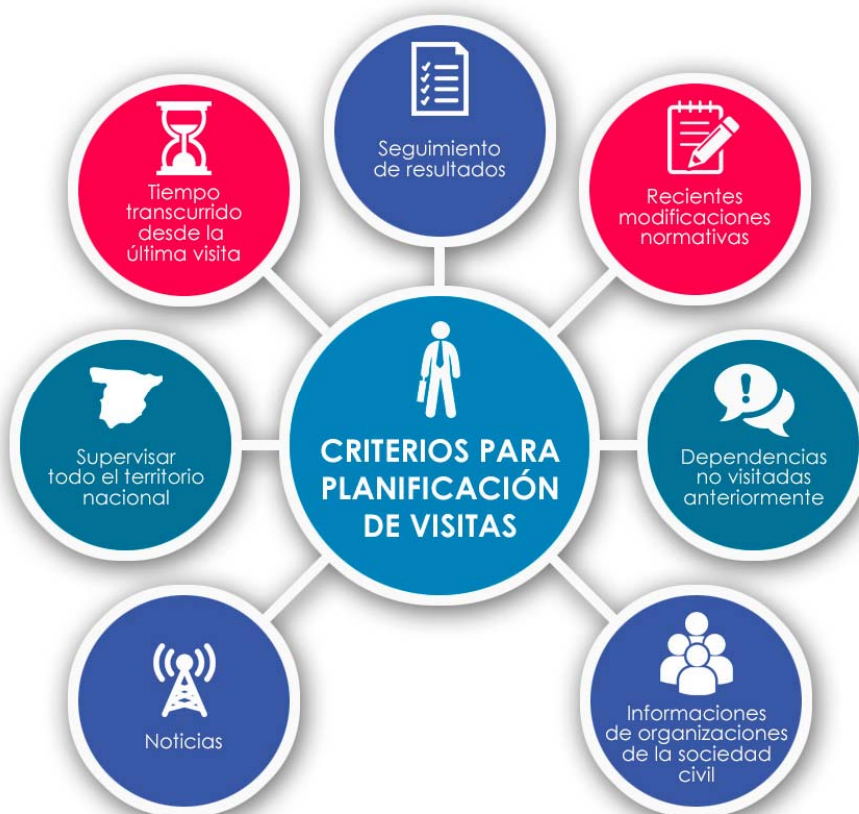 Seguimiento
de resultados
Tiempo
transcurrido
desde la
última visita
Recientes
modificaciones
normativas
Supervisar
todo el territorio
nacional
CRITERIOS PARA
PLANIFICACIÓN
DE VISITAS
Dependencias
no visitadas
anteriormente
Noticias
Informaciones
de organizaciones
de la sociedad
civil